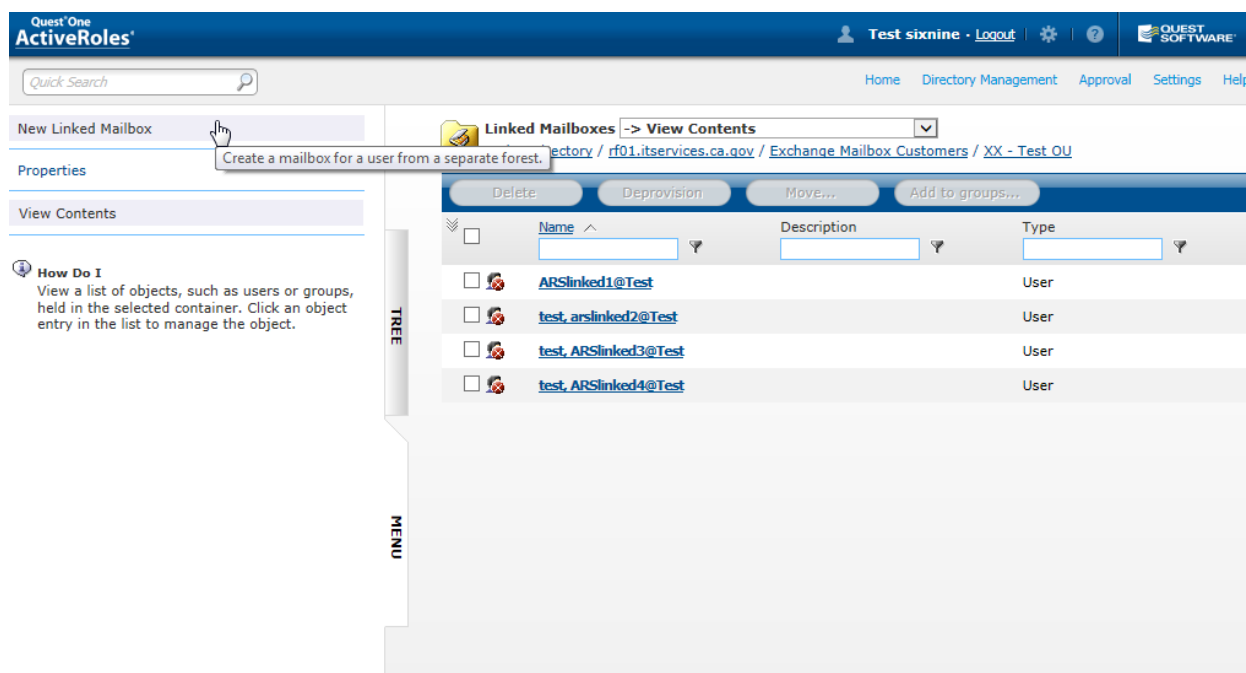 Quest One
ActiveRoles
Test sixnine · Logout
QUEST
SOFTWARE
Quick Search
Home Directory Management Approval Settings Help
New Linked Mailbox
Create a mailbox for a user from a separate forest.
Properties
View Contents
How Do I
View a list of objects, such as users or groups,
held in the selected container. Click an object
entry in the list to manage the object.
TREE
MENU
Linked Mailboxes -> View Contents
ectory / rf01.itservices.ca.gov / Exchange Mailbox Customers / XX - Test OU
Delete Deprovision Move... Add to groups...
Name Description Type
ARSlinked1@Test User
test, arslinked2@Test User
test, ARSlinked3@Test User
test, ARSlinked4@Test User